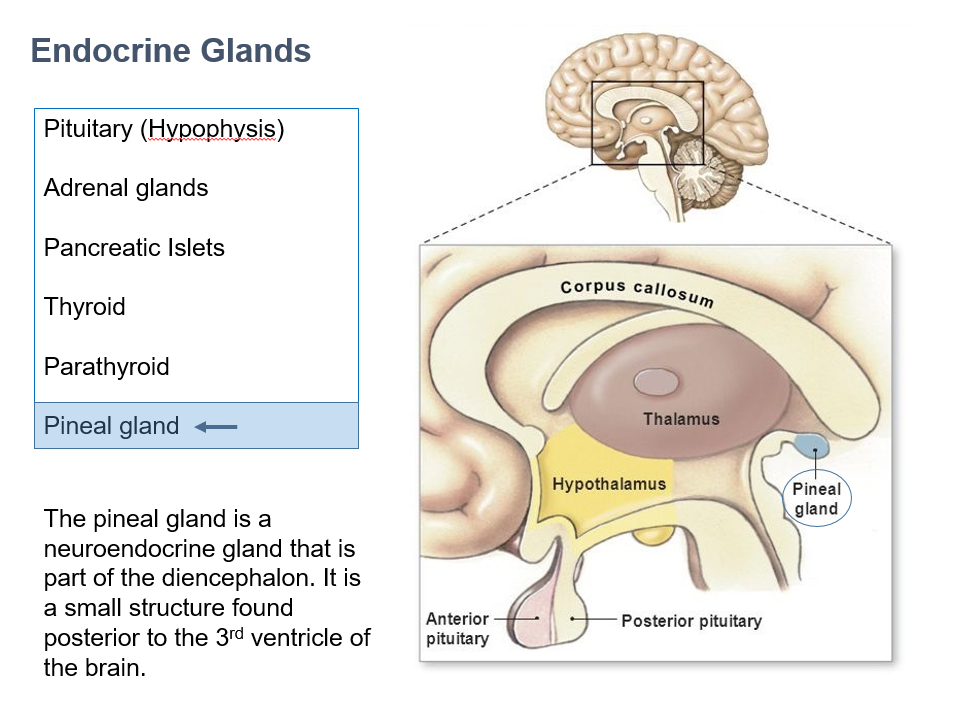 Endocrine Glands
Pituitary (Hypophysis)
Adrenal glands
Pancreatic Islets
Thyroid
Parathyroid
Pineal gland
The pineal gland is a
neuroendocrine gland that is
part of the diencephalon. It is
a small structure found
posterior to the 3rd ventricle of
the brain.
Corpus callosum
Thalamus
Hypothalamus
Pineal
gland
Anterior
pituitary
Posterior pituitary